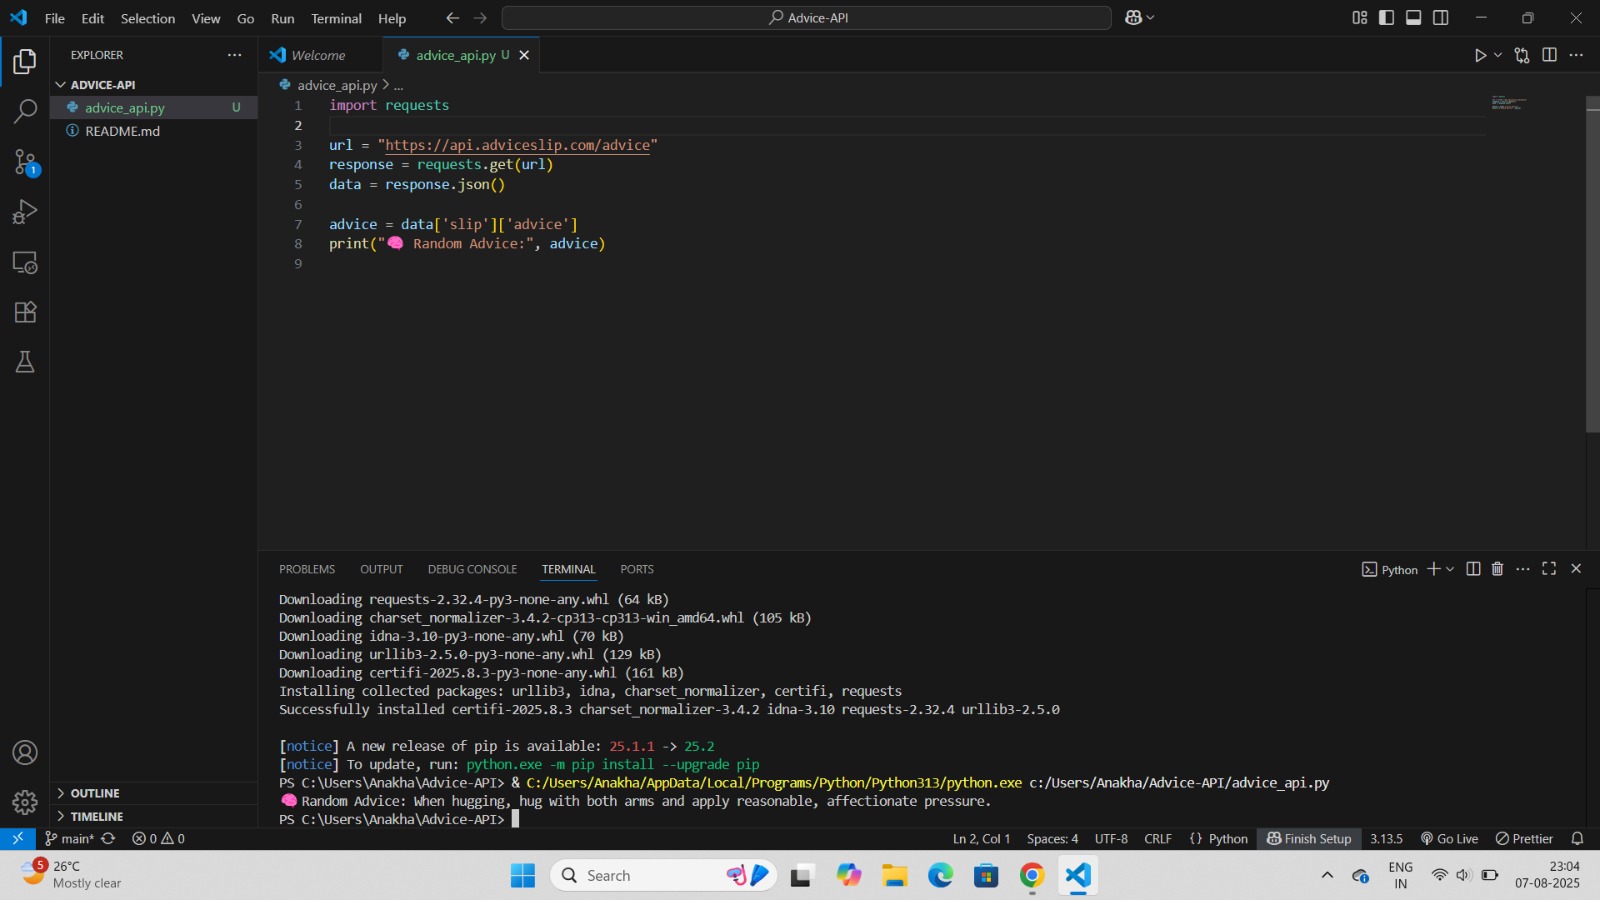 File Edit Selection View Go Run Terminal Help
Advice-API
EXPLORER
Welcome
advice_api.py U
ADVICE-API
advice_api.py U
README.md
1
advice_api.py > ...
1 import requests
2
3 url = "https://api.adviceslip.com/advice"
4 response = requests.get(url)
5 data = response.json()
6
7 advice = data['slip']['advice']
8 print("🧠 Random Advice:", advice)
9
PROBLEMS OUTPUT DEBUG CONSOLE TERMINAL PORTS
Python
Downloading requests-2.32.4-py3-none-any.whl (64 kB)
Downloading charset_normalizer-3.4.2-cp313-cp313-win_amd64.whl (105 kB)
Downloading idna-3.10-py3-none-any.whl (70 kB)
Downloading urllib3-2.5.0-py3-none-any.whl (129 kB)
Downloading certifi-2025.8.3-py3-none-any.whl (161 kB)
Installing collected packages: urllib3, idna, charset_normalizer, certifi, requests
Successfully installed certifi-2025.8.3 charset_normalizer-3.4.2 idna-3.10 requests-2.32.4 urllib3-2.5.0
[notice] A new release of pip is available: 25.1.1 -> 25.2
[notice] To update, run: python.exe -m pip install --upgrade pip
PS C:\Users\Anakha\Advice-API> & C:/Users/Anakha/AppData/Local/Programs/Python/Python313/python.exe c:/Users/Anakha/Advice-API/advice_api.py
🧠 Random Advice: When hugging, hug with both arms and apply reasonable, affectionate pressure.
PS C:\Users\Anakha\Advice-API>
OUTLINE
TIMELINE
main* 0 0
Ln 2, Col 1 Spaces: 4 UTF-8 CRLF {} Python Finish Setup 3.13.5 Go Live Prettier
5
26°C
Mostly clear
Search
ENG
IN
23:04
07-08-2025